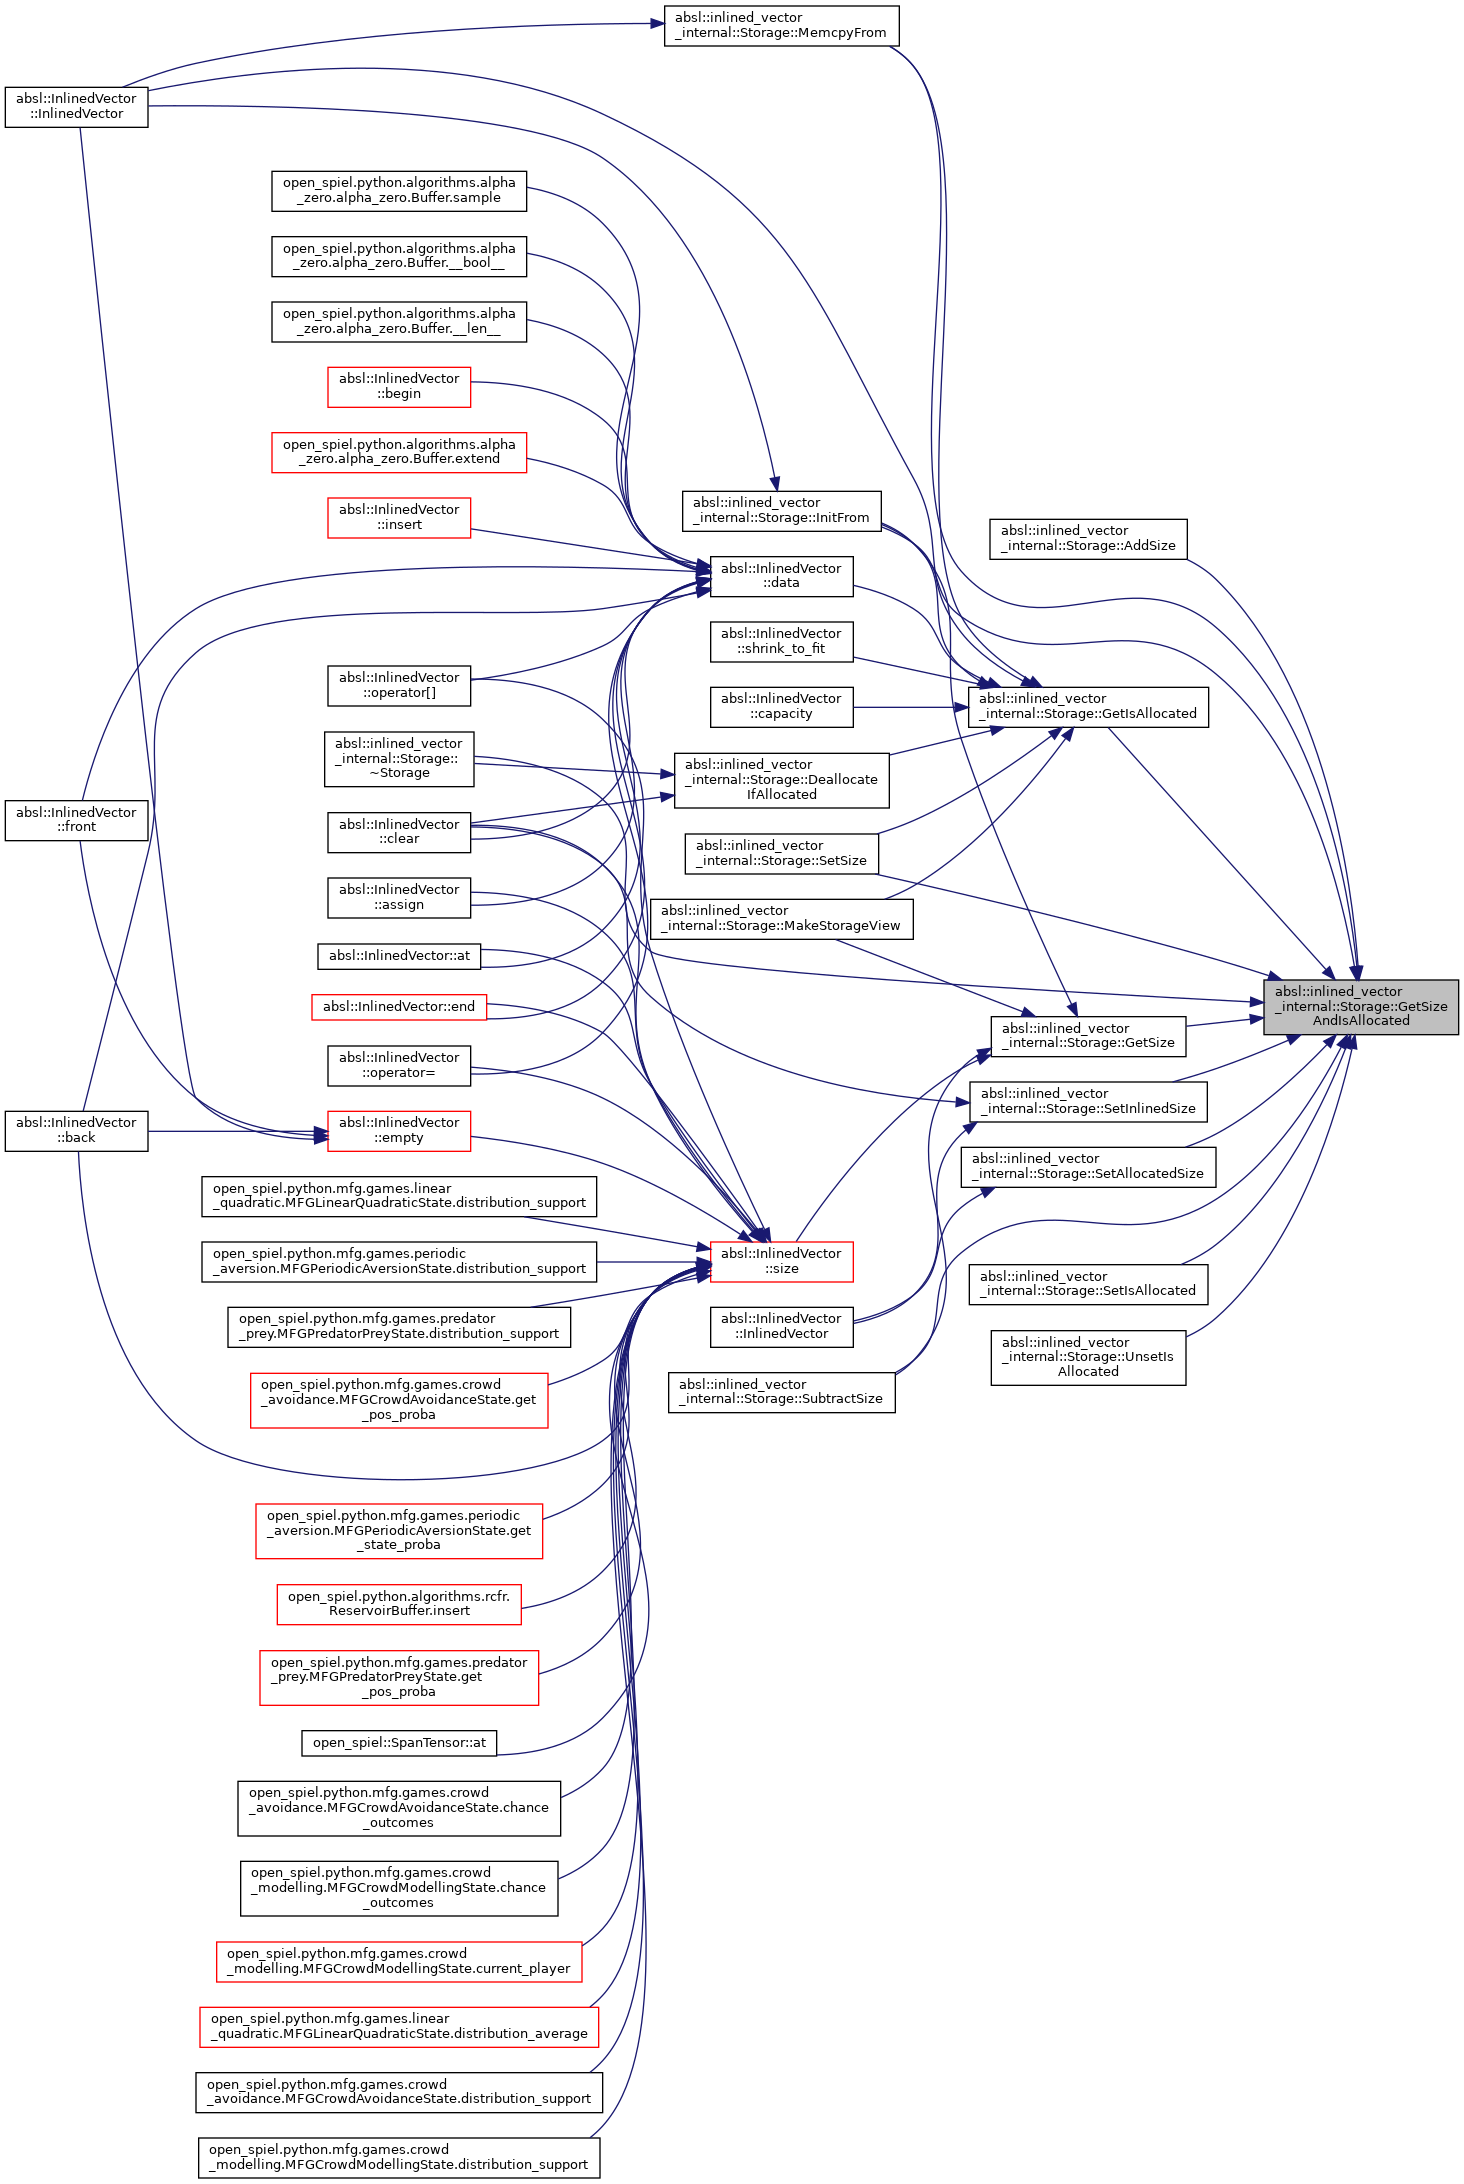 absl::inlined_vector
_internal::Storage::MemcpyFrom
absl::InlinedVector
::InlinedVector
open_spiel.python.algorithms.alpha
_zero.alpha_zero.Buffer.sample
open_spiel.python.algorithms.alpha
_zero.alpha_zero.Buffer.__bool__
open_spiel.python.algorithms.alpha
_zero.alpha_zero.Buffer.__len__
absl::InlinedVector
::begin
open_spiel.python.algorithms.alpha
_zero.alpha_zero.Buffer.extend
absl::InlinedVector
::insert
absl::inlined_vector
_internal::Storage::InitFrom
absl::inlined_vector
_internal::Storage::AddSize
absl::InlinedVector
::data
absl::InlinedVector
::shrink_to_fit
absl::InlinedVector
::operator[]
absl::InlinedVector
::capacity
absl::inlined_vector
_internal::Storage::GetIsAllocated
absl::inlined_vector
_internal::Storage::
~Storage
absl::inlined_vector
_internal::Storage::Deallocate
IfAllocated
absl::InlinedVector
::front
absl::InlinedVector
::clear
absl::inlined_vector
_internal::Storage::SetSize
absl::InlinedVector
::assign
absl::inlined_vector
_internal::Storage::MakeStorageView
absl::InlinedVector::at
absl::InlinedVector::end
absl::inlined_vector
_internal::Storage::GetSize
AndIsAllocated
absl::inlined_vector
_internal::Storage::GetSize
absl::InlinedVector
::operator=
absl::inlined_vector
_internal::Storage::SetInlinedSize
absl::InlinedVector
::back
absl::InlinedVector
::empty
absl::inlined_vector
_internal::Storage::SetAllocatedSize
open_spiel.python.mfg.games.linear
_quadratic.MFGLinearQuadraticState.distribution_support
open_spiel.python.mfg.games.periodic
_aversion.MFGPeriodicAversionState.distribution_support
absl::InlinedVector
::size
absl::inlined_vector
_internal::Storage::SetIsAllocated
open_spiel.python.mfg.games.predator
_prey.MFGPredatorPreyState.distribution_support
absl::InlinedVector
::InlinedVector
absl::inlined_vector
_internal::Storage::UnsetIs
Allocated
open_spiel.python.mfg.games.crowd
_avoidance.MFGCrowdAvoidanceState.get
_pos_proba
absl::inlined_vector
_internal::Storage::SubtractSize
open_spiel.python.mfg.games.periodic
_aversion.MFGPeriodicAversionState.get
_state_proba
open_spiel.python.algorithms.rcfr.
ReservoirBuffer.insert
open_spiel.python.mfg.games.predator
_prey.MFGPredatorPreyState.get
_pos_proba
open_spiel::SpanTensor::at
open_spiel.python.mfg.games.crowd
_avoidance.MFGCrowdAvoidanceState.chance
_outcomes
open_spiel.python.mfg.games.crowd
_modelling.MFGCrowdModellingState.chance
_outcomes
open_spiel.python.mfg.games.crowd
_modelling.MFGCrowdModellingState.current_player
open_spiel.python.mfg.games.linear
_quadratic.MFGLinearQuadraticState.distribution_average
open_spiel.python.mfg.games.crowd
_avoidance.MFGCrowdAvoidanceState.distribution_support
open_spiel.python.mfg.games.crowd
_modelling.MFGCrowdModellingState.distribution_support